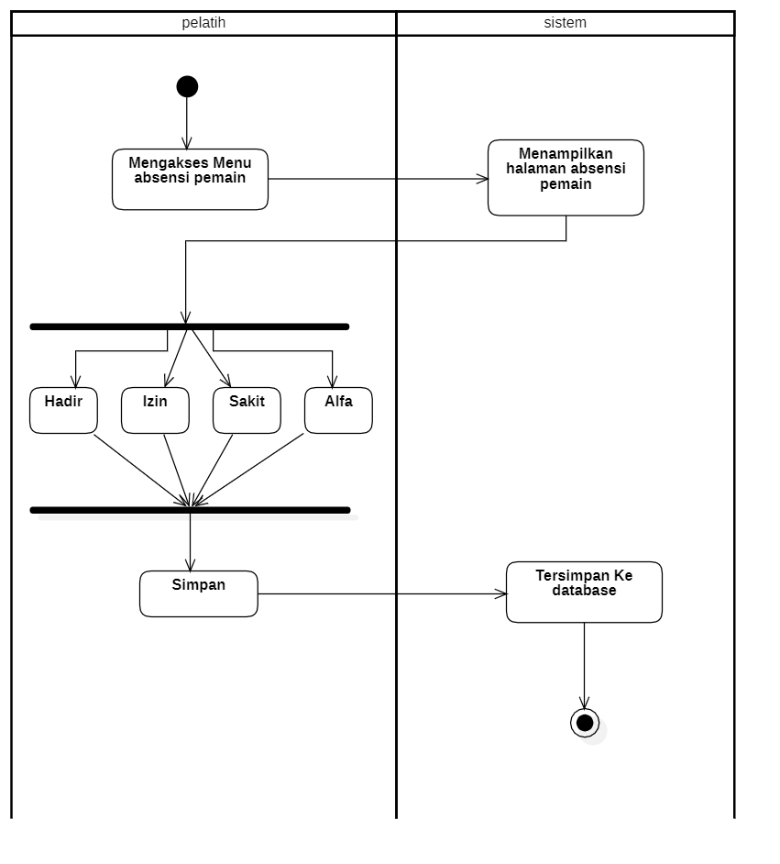 pelatih
sistem
Mengakses Menu
absensi pemain
Menampilkan
halaman absensi
pemain
Hadir
Izin
Sakit
Alfa
Simpan
Tersimpan Ke
database